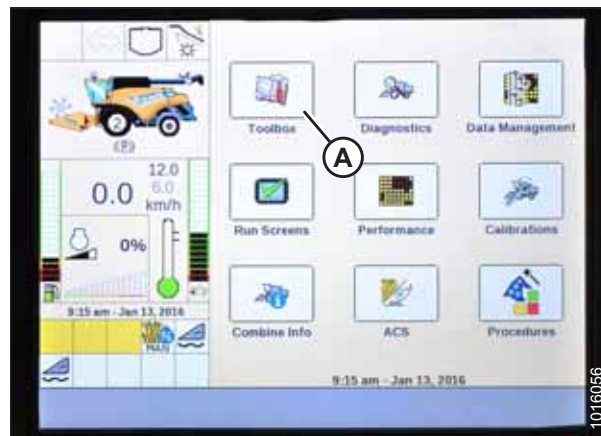 12.0
6.0
0.0
km/h
0%
2
(P)
9:15 am - Jan 13, 2016
MAN
Toolbox
Diagnostics
Data Management
A
Run Screens
Performance
Calibrations
Combine Info
ACS
Procedures
9:15 am - Jan 13, 2016
1016056